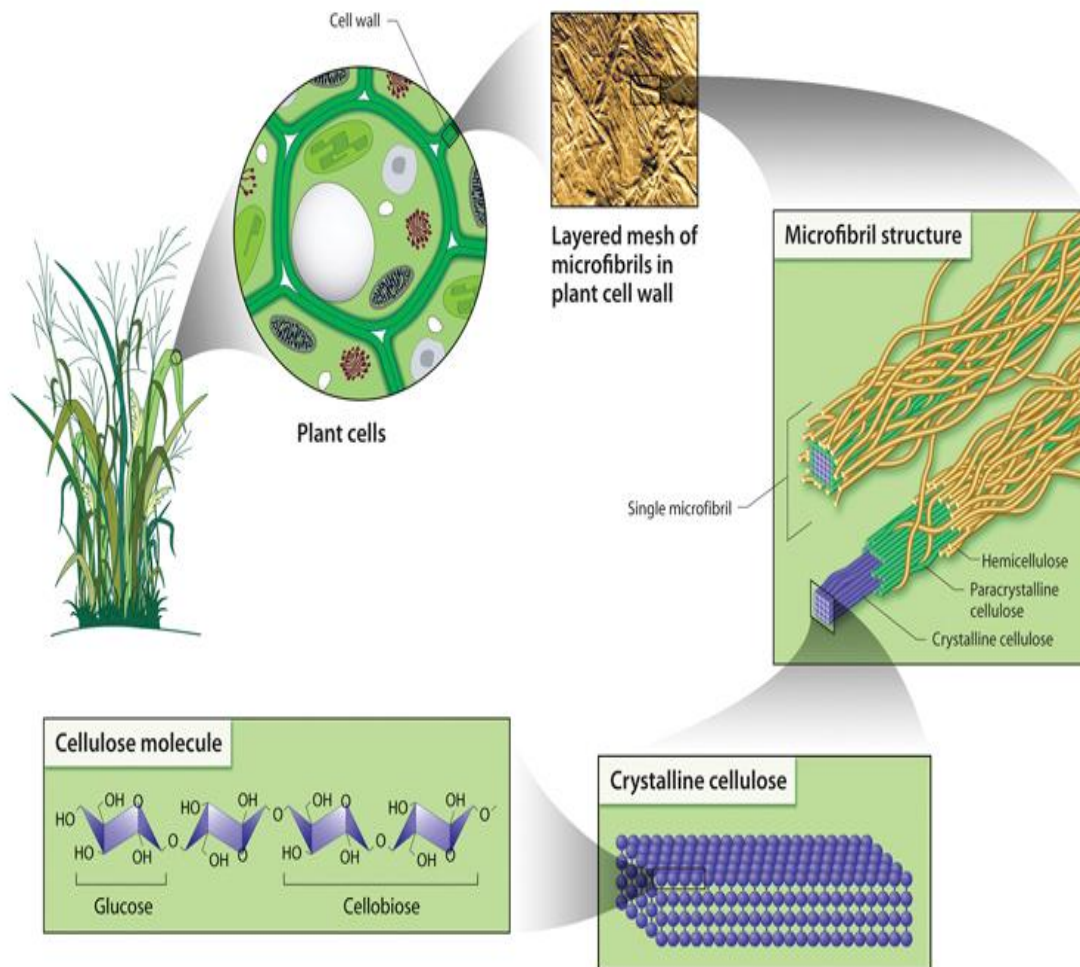 Cell wall
Plant cells
Layered mesh of
microfibrils in
plant cell wall
Microfibril structure
Single microfibril
Hemicellulose
Paracrystalline
cellulose
Crystalline cellulose
Cellulose molecule
OH O OH O OH O OH O
HO HO HO
HO OH O OH HO OH O OH
Glucose
Cellobiose
Crystalline cellulose